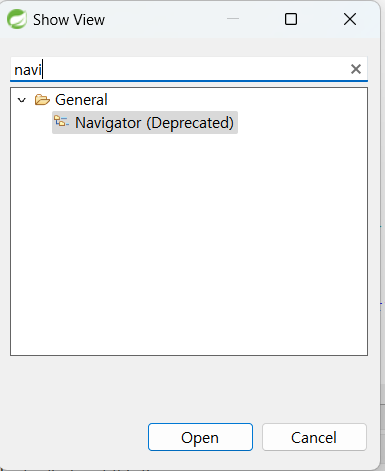 Show View
navi
General
Navigator (Deprecated)
Open
Cancel